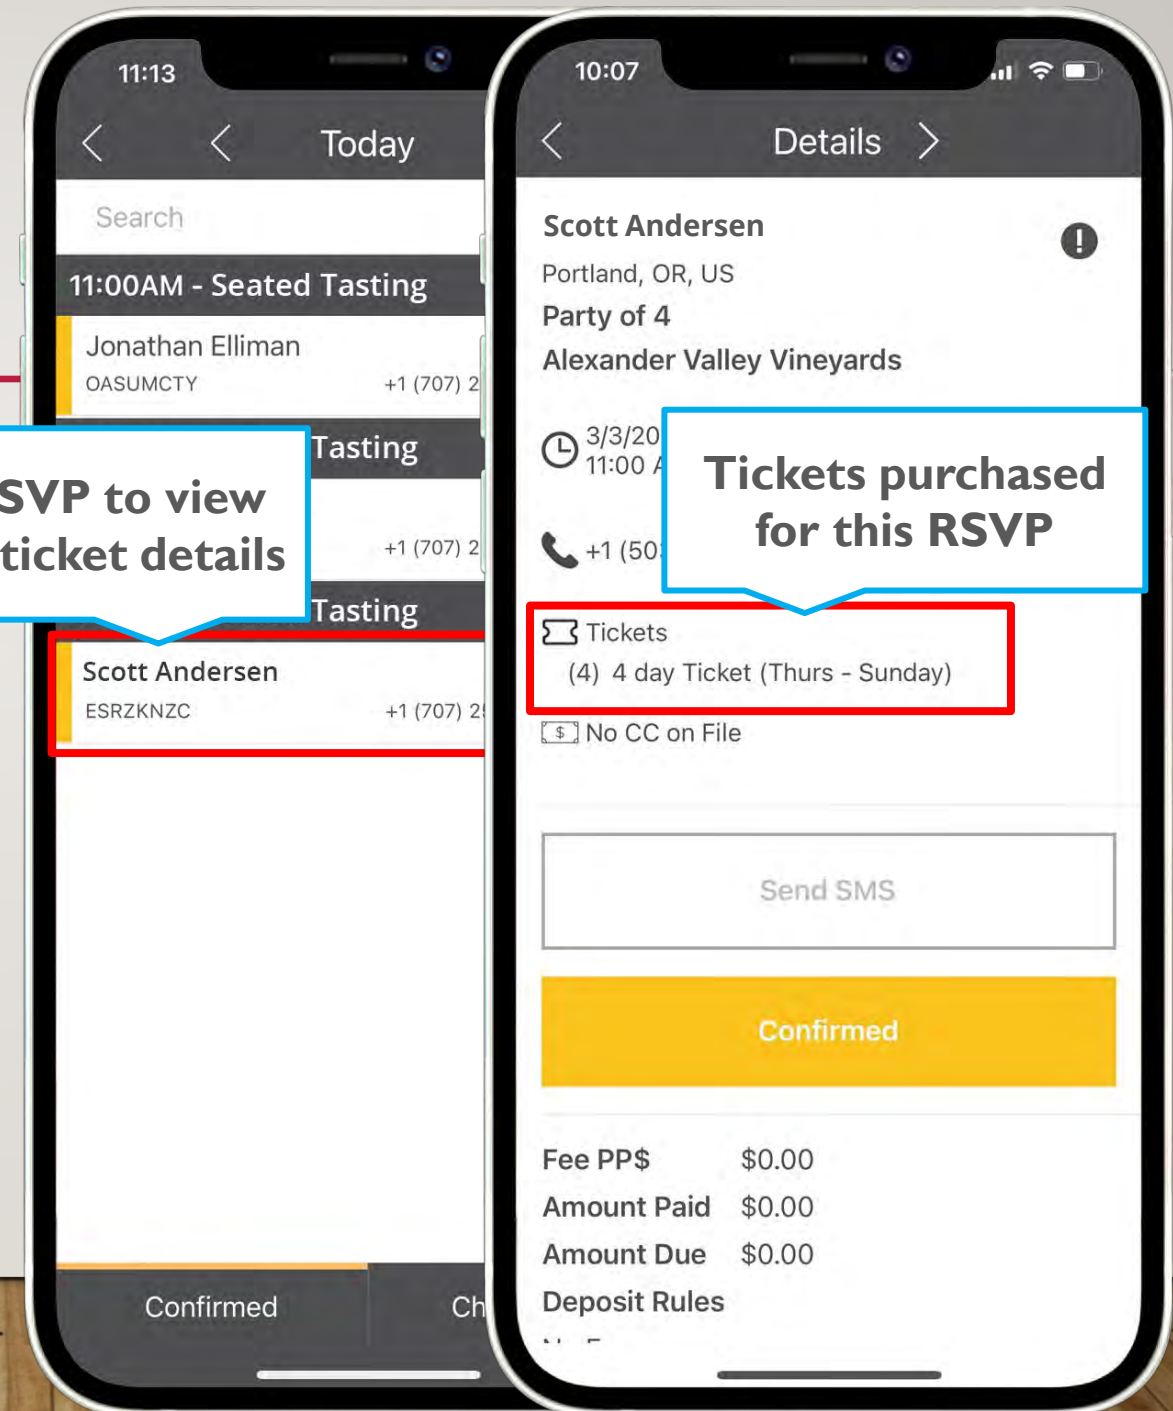 11:13
Today
Search
11:00AM - Seated Tasting
Jonathan Elliman
OASUMCTY +1 (707) 2
Tasting
SVP to view
ticket details
+1 (707) 2
Tasting
Scott Andersen
ESRZKNZC +1 (707) 2
Confirmed Ch
10:07
Details
Scott Andersen
Portland, OR, US
Party of 4
Alexander Valley Vineyards
3/3/20
11:00 A
Tickets purchased
for this RSVP
+1 (503
Tickets
(4) 4 day Ticket (Thurs - Sunday)
$ No CC on File
Send SMS
Confirmed
Fee PP$ $0.00
Amount Paid $0.00
Amount Due $0.00
Deposit Rules